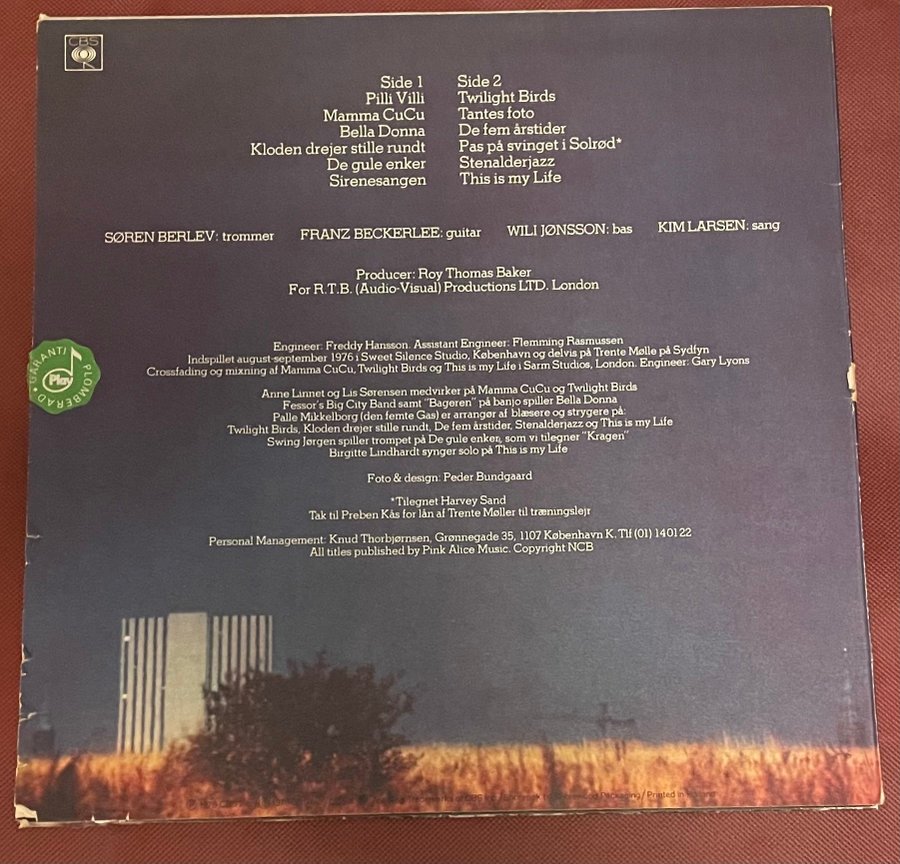 CBS
Side 1
Pilli Villi
Mamma CuCu
Bella Donna
Kloden drejer stille rundt
De gule enker
Sirenesangen
Side 2
Twilight Birds
Tantes foto
De fem årstider
Pas på svinget i Solrød*
Stenalderjazz
This is my Life
SØREN BERLEV: trommer FRANZ BECKERLEE: guitar WILI JØNSSON: bas KIM LARSEN: sang
Producer: Roy Thomas Baker
For R.T.B. (Audio-Visual) Productions LTD. London
GARANTI PLOMBERAD
Play
Engineer: Freddy Hansson. Assistant Engineer: Flemming Rasmussen
Indspillet august-september 1976 i Sweet Silence Studio, København og delvis på Trente Mølle på Sydfyn
Crossfading og mixning af Mamma CuCu, Twilight Birds og This is my Life i Sarm Studios, London. Engineer: Gary Lyons
Anne Linnet og Lis Sørensen medvirker på Mamma CuCu og Twilight Birds
Fessor's Big City Band samt "Bageren" på banjo spiller Bella Donna
Palle Mikkelborg (den femte Gas) er arrangør af blæsere og strygere på:
Twilight Birds, Kloden drejer stille rundt, De fem årstider, Stenalderjazz og This is my Life
Swing Jørgen spiller trompet på De gule enker, som vi tilegner "Kragen"
Birgitte Lindhardt synger solo på This is my Life
Foto & design: Peder Bundgaard
*Tilegnet Harvey Sand
Tak til Preben Kås for lån af Trente Møller til træningslejr
Personal Management: Knud Thorbjørnsen, Grønnegade 35, 1107 København K. Tlf (01) 14 01 22
All titles published by Pink Alice Music. Copyright NCB
Packaging / Printed in